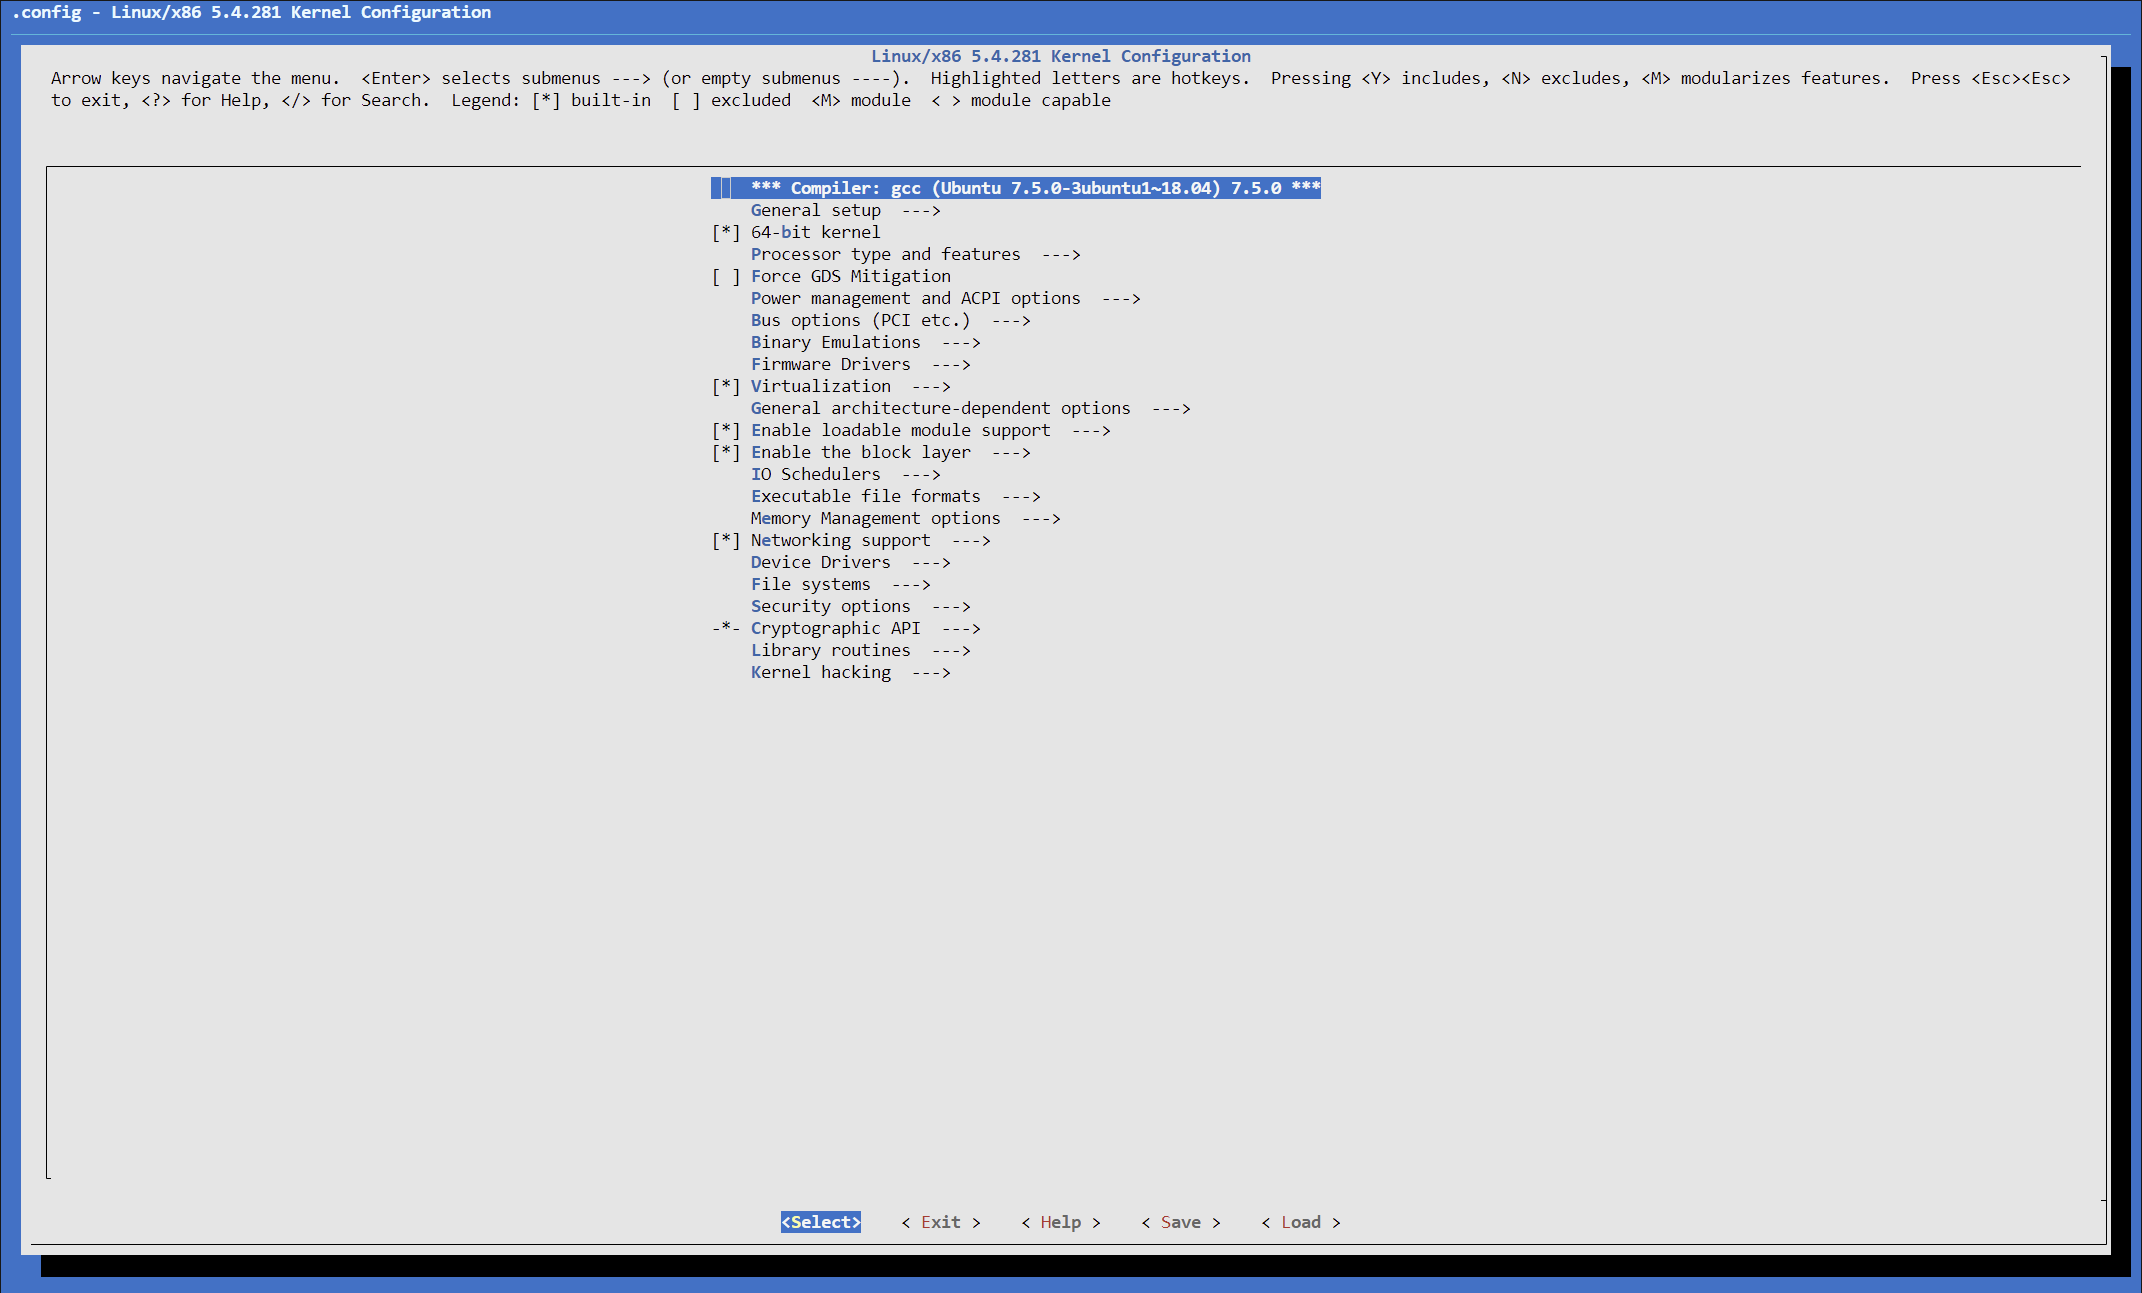 .config - Linux/x86 5.4.281 Kernel Configuration
Linux/x86 5.4.281 Kernel Configuration
Arrow keys navigate the menu.  <Enter> selects submenus ---> (or empty submenus ----).  Highlighted letters are hotkeys.  Pressing <Y> includes, <N> excludes, <M> modularizes features.  Press <Esc><Esc>
to exit, <?> for Help, </> for Search.  Legend: [*] built-in  [ ] excluded  <M> module  < > module capable
*** Compiler: gcc (Ubuntu 7.5.0-3ubuntu1~18.04) 7.5.0 ***
General setup  --->
[*] 64-bit kernel
Processor type and features  --->
[ ] Force GDS Mitigation
Power management and ACPI options  --->
Bus options (PCI etc.)  --->
Binary Emulations  --->
Firmware Drivers  --->
[*] Virtualization  --->
General architecture-dependent options  --->
[*] Enable loadable module support  --->
[*] Enable the block layer  --->
IO Schedulers  --->
Executable file formats  --->
Memory Management options  --->
[*] Networking support  --->
Device Drivers  --->
File systems  --->
Security options  --->
-*- Cryptographic API  --->
Library routines  --->
Kernel hacking  --->
<Select>    < Exit >    < Help >    < Save >    < Load >